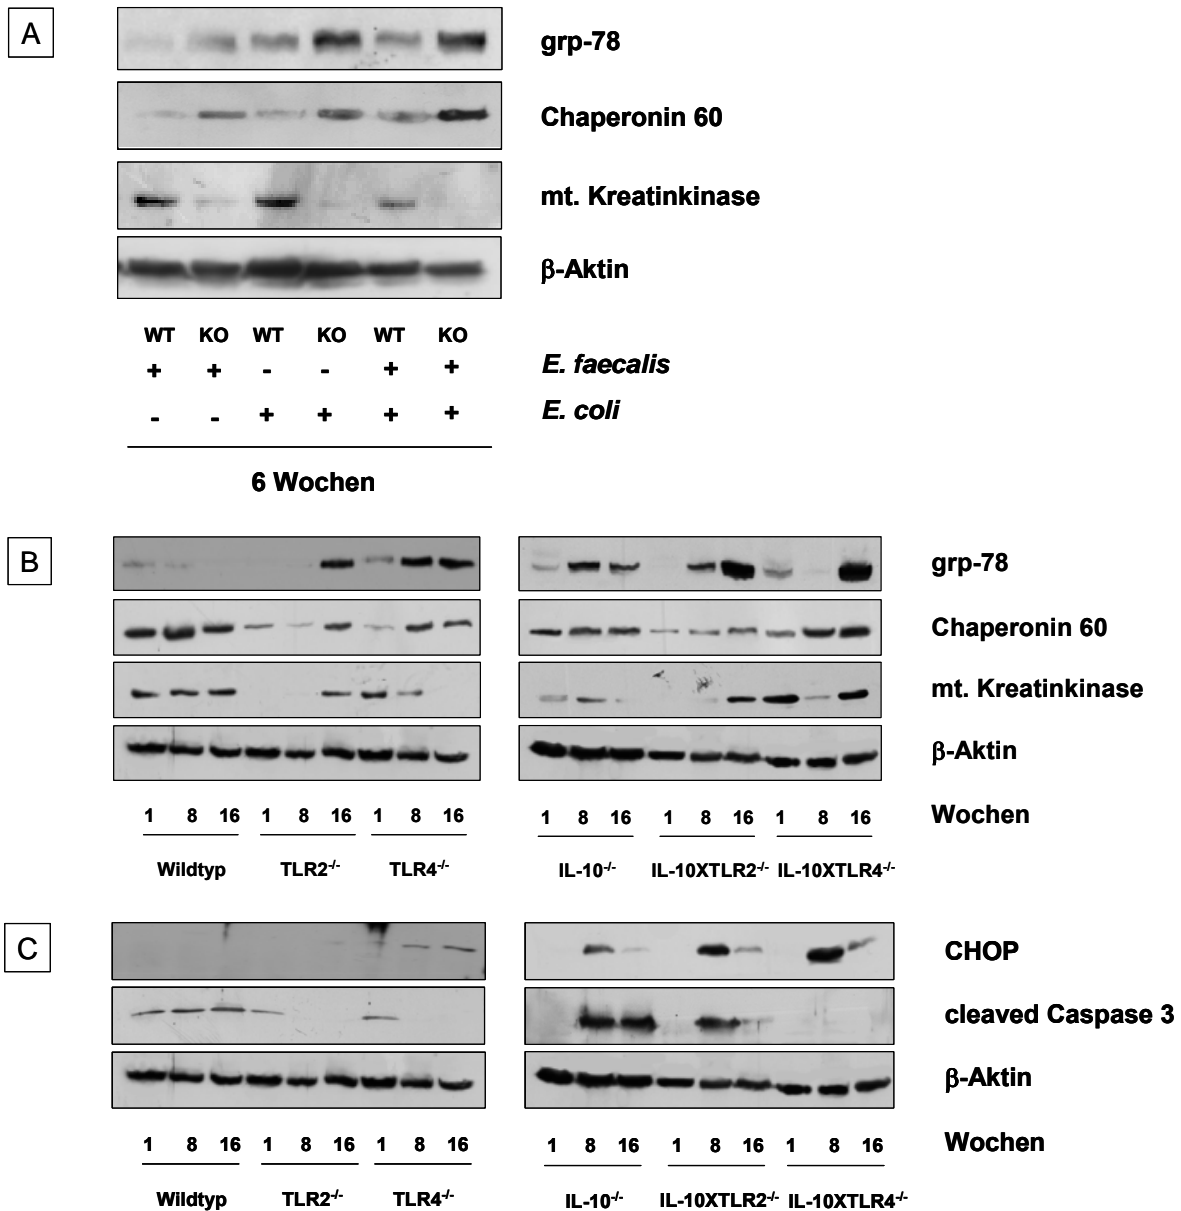 A
grp-78
Chaperonin 60
mt. Kreatinkinase
β-Aktin
WT KO WT KO WT KO
+ + - - + + E. faecalis
- - + + + + E. coli
6 Wochen
B
grp-78
Chaperonin 60
mt. Kreatinkinase
β-Aktin
1 8 16 1 8 16 1 8 16 1 8 16 1 8 16 1 8 16 Wochen
Wildtyp TLR2-/- TLR4-/- IL-10-/- IL-10XTLR2-/- IL-10XTLR4-/-
C
CHOP
cleaved Caspase 3
β-Aktin
1 8 16 1 8 16 1 8 16 1 8 16 1 8 16 1 8 16 Wochen
Wildtyp TLR2-/- TLR4-/- IL-10-/- IL-10XTLR2-/- IL-10XTLR4-/-